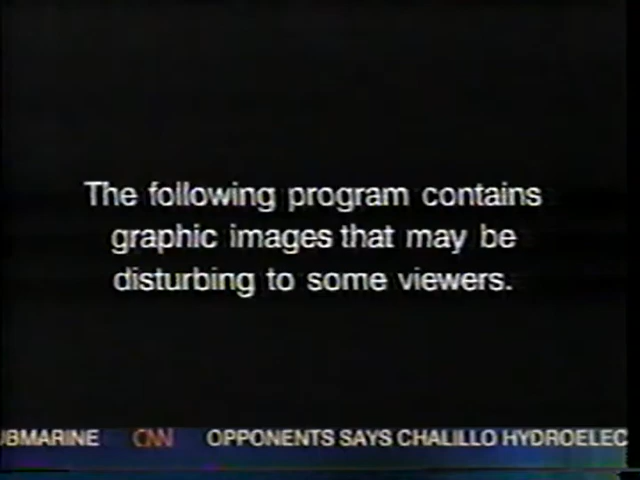 The following program contains
graphic images that may be
disturbing to some viewers.
UBMARINE CNN OPPONENTS SAYS CHALILLO HYDROELEC